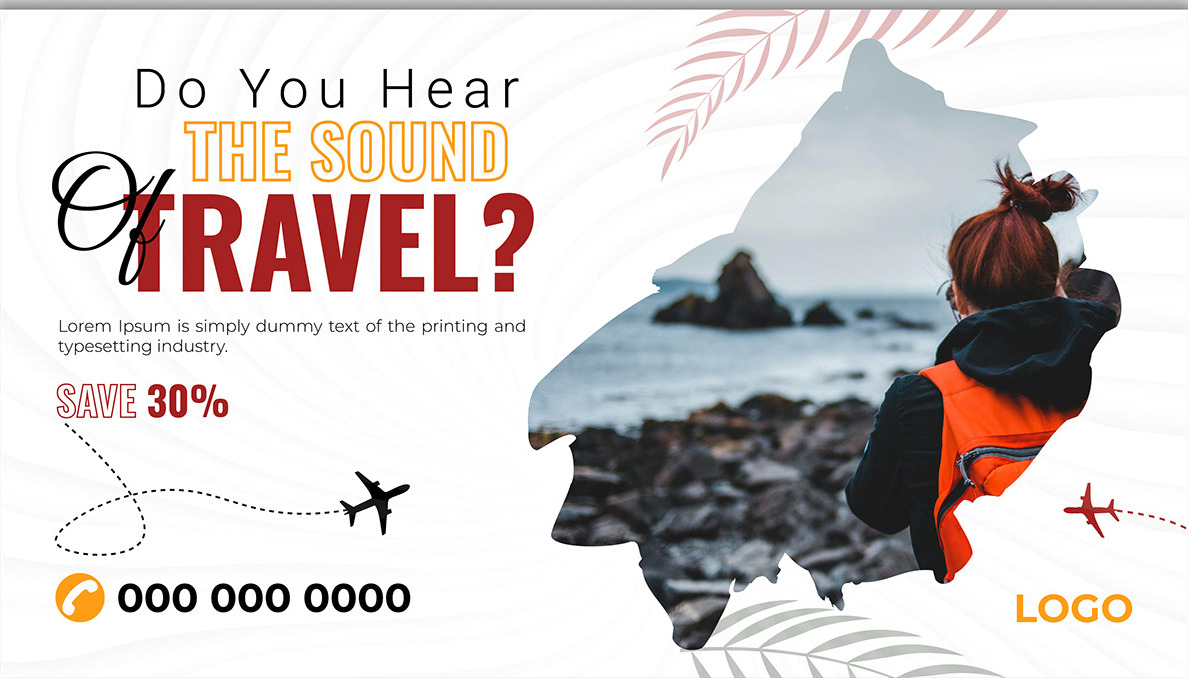 Do You Hear
THE SOUND
Of TRAVEL?
Lorem Ipsum is simply dummy text of the printing and
typesetting industry.
SAVE 30%
000 000 0000
LOGO